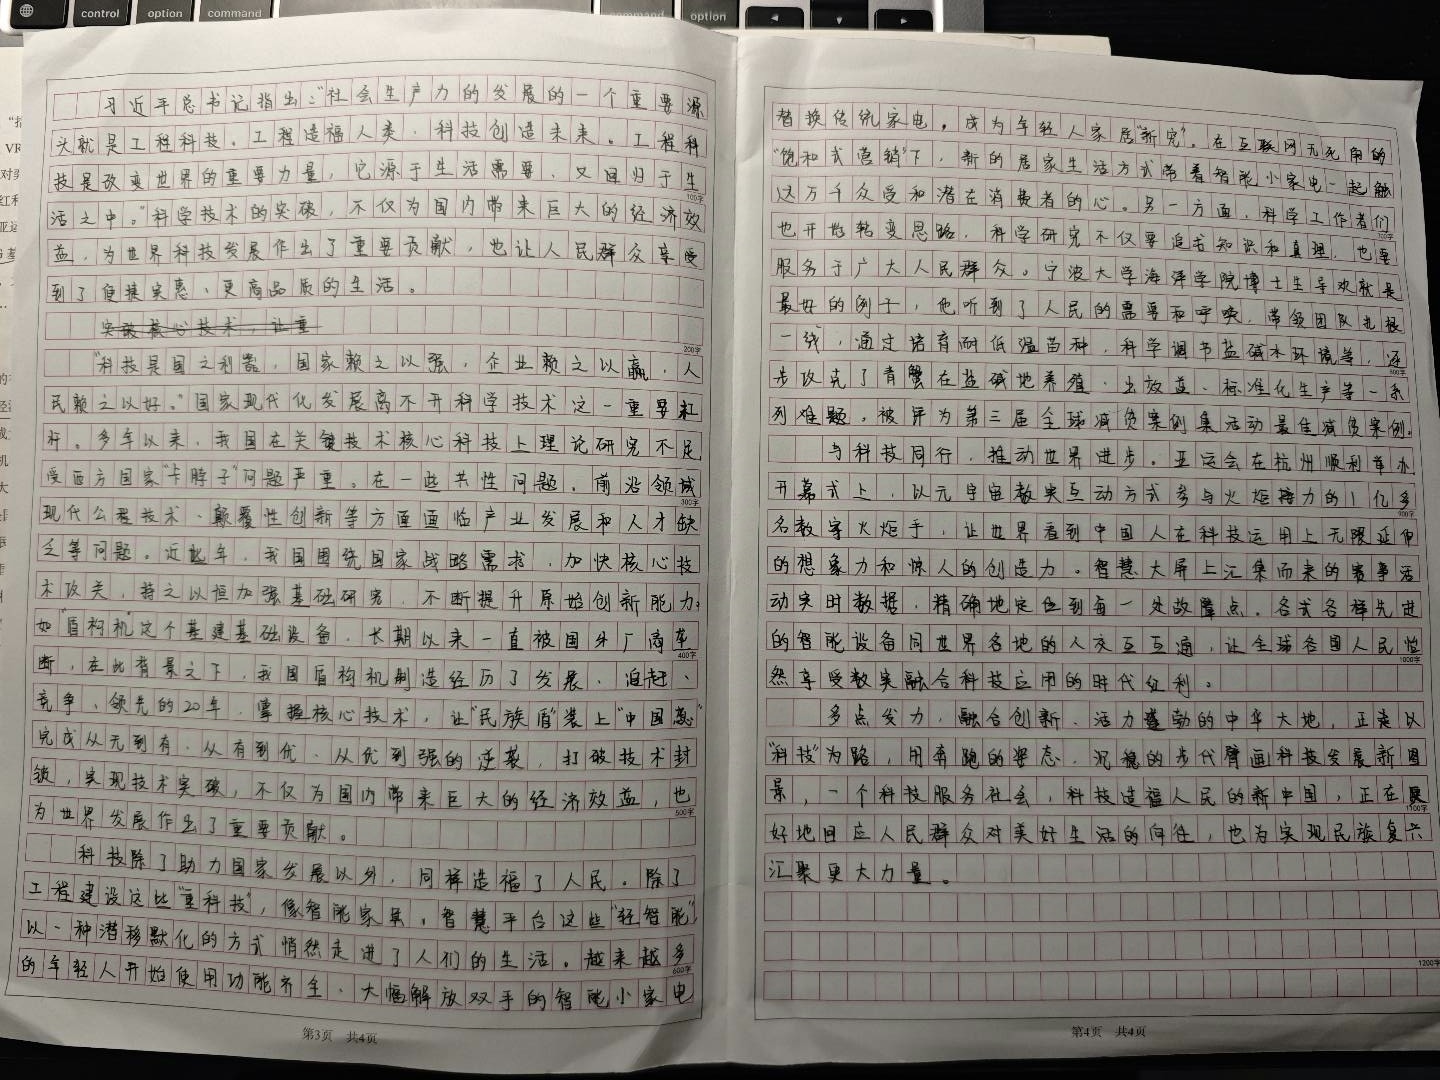 control
option
command
command
option
习近平总书记指出:"社会生产力的发展的一个重要源
头就是工程科技。工程造福人类,科技创造未来。工程科
技是改变世界的重要力量,它源于生活需要,又回归于生
100字
活之中。"科学技术的突破,不仅为国内带来巨大的经济效
益,为世界科技发展作出了重要贡献,也让人民群众享受
到了便捷实惠、更高品质的生活。
突破核心技术,让重
200字
"科技是国之利器,国家赖之以强,企业赖之以赢,人
民赖之以好。"国家现代化发展离不开科学技术这一重要杠
杆。多年以来,我国在关键技术核心科技上理论研究不足
受西方国家"卡脖子"问题严重。在一些共性问题,前沿领域
300字
现代公程技术、颠覆性创新等方面面临产业发展和人才缺
乏等问题。近些年,我国围绕国家战略需求,加快核心技
术攻关,持之以恒加强基础研究,不断提升原始创新能力;
如"盾构机"这个基建基础设备,长期以来一直被国外厂商牢
400字
断,在此背景之下,我国盾构机制造经历了发展、追赶、
竞争、领先的20年,掌握核心技术,让"民族盾"装上"中国芯"
完成从无到有、从有到优、从优到强的逆袭,打破技术封
锁,实现技术突破,不仅为国内带来巨大的经济效益,也
500字
为世界发展作出了重要贡献。
科技除了助力国家发展以外,同样造福了人民。除了
工程建设这些"重科技",像智能家具,智慧平台这些"轻智能"
以一种潜移默化的方式悄然走进了人们的生活。越来越多
600字
的年轻人开始使用功能齐全、大幅解放双手的智能小家电
第3页 共4页
替换传统家电,成为年轻人家居"新宠"。在互联网无死角的
"饱和式营销"下,新的居家生活方式带着智能小家电一起触
达万千众受和潜在消费者的心。另一方面,科学工作者们
700字
也开始转变思路,科学研究不仅要追求知识和真理,也要
服务于广大人民群众。宁波大学海洋学院博士生导欢就是
最好的例子,他听到了人民的需要和呼唤,带领团队扎根
一线,通过培育耐低温苗种,科学调节盐碱水环境等,逐
800字
步攻克了青蟹在盐碱地养殖、生放益、标准化生产等一系
列难题,被评为第三届全球减贫案例集活动最佳减贫案例。
与科技同行,推动世界进步。亚运会在杭州顺利举办
开幕式上,以元宇宙数实互动方式参与火炬接力的1亿多
900字
名数字火炬手,让世界看到中国人在科技运用上无限延伸
的想象力和惊人的创造力。智慧大屏上汇集而来的赛事活
动实时数据,精确地定位到每一处故障点。各式各样先进
的智能设备同世界各地的人交互互通,让全球各国人民怡
1000字
然享受数实融合科技应用的时代红利。
多点发力,融合创新、活力蓬勃的中华大地,正走以
"科技"为路,用奔跑的姿态、沉稳的步伐擘画科技发展新图
景,一个科技服务社会,科技造福人民的新中国,正在更
1100字
好地回应人民群众对美好生活的向往,也为实现民族复兴
汇聚更大力量。
1200字
第4页 共4页